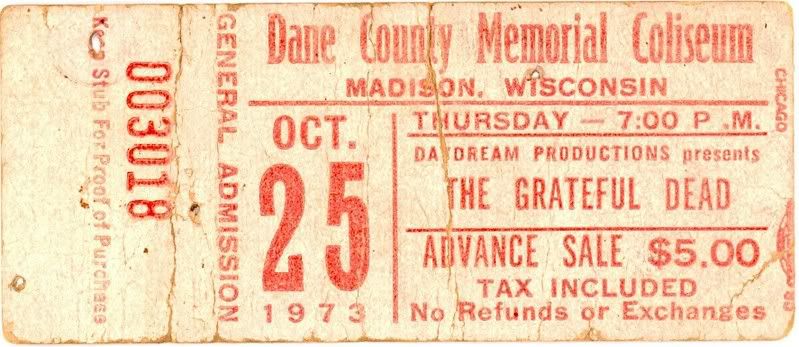 Keep Stub For Proof of Purchase
003018
GENERAL ADMISSION
Dane County Memorial Coliseum
MADISON, WISCONSIN
OCT.
25
1973
THURSDAY — 7:00 P .M.
DAYDREAM PRODUCTIONS presents
THE GRATEFUL DEAD
ADVANCE SALE $5.00
TAX INCLUDED
No Refunds or Exchanges
CHICAGO